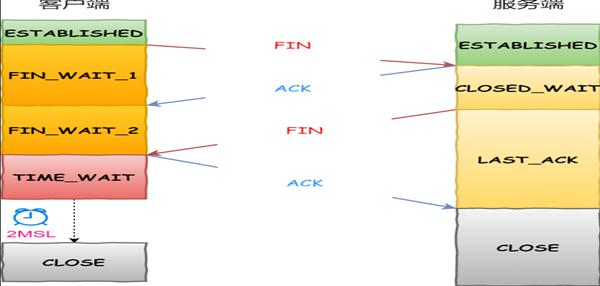 客户端
服务端
ESTABLISHED
FIN
ESTABLISHED
FIN_WAIT_1
ACK
CLOSED_WAIT
FIN_WAIT_2
FIN
LAST_ACK
TIME_WAIT
ACK
2MSL
CLOSE
CLOSE